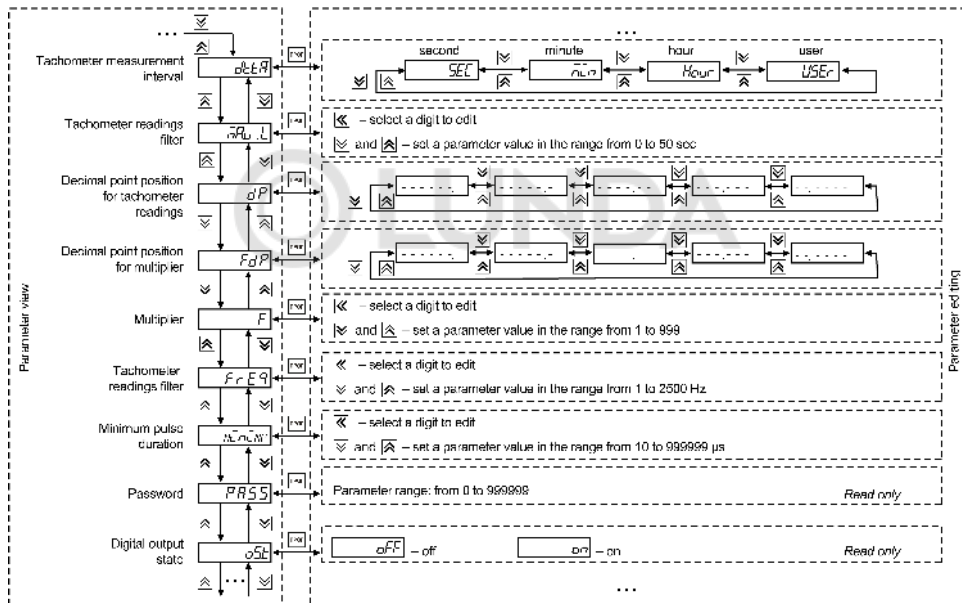 ...
...
Tachometer measurement
interval
second
minute
hour
user
SEC
Hour
USEr
Tachometer readings
filter
– select a digit to edit
and
– set a parameter value in the range from 0 to 50 sec
Decimal point position
for tachometer
readings
dP
LUNDA
Decimal point position
for multiplier
FdP
Multiplier
F
– select a digit to edit
and
– set a parameter value in the range from 1 to 999
Tachometer
readings filter
FrEq
– select a digit to edit
and
– set a parameter value in the range from 1 to 2500 Hz
Minimum pulse
duration
– select a digit to edit
and
– set a parameter value in the range from 10 to 999999 µs
Password
PASS
Parameter range: from 0 to 999999
Read only
Digital output
state
oSt
oFF – off
on – on
Read only
...
...
Parameter view
Parameter editing